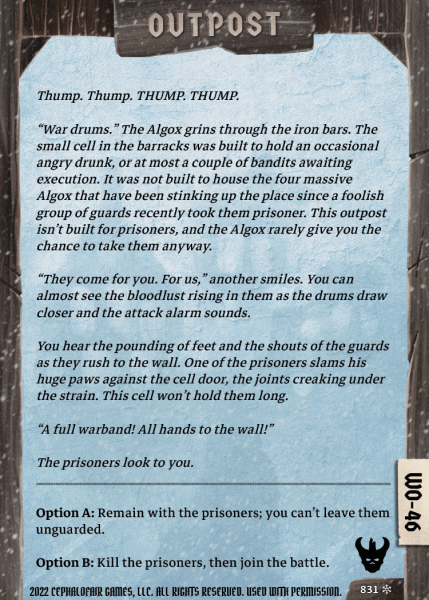 OUTPOST
Thump. Thump. THUMP. THUMP.
“War drums.” The Algox grins through the iron bars. The
small cell in the barracks was built to hold an occasional
angry drunk, or at most a couple of bandits awaiting
execution. It was not built to house the four massive
Algox that have been stinking up the place since a foolish
group of guards recently took them prisoner. This outpost
isn’t built for prisoners, and the Algox rarely give you the
chance to take them anyway.
“They come for you. For us,” another smiles. You can
almost see the bloodlust rising in them as the drums draw
closer and the attack alarm sounds.
You hear the pounding of feet and the shouts of the guards
as they rush to the wall. One of the prisoners slams his
huge paws against the cell door, the joints creaking under
the strain. This cell won’t hold them long.
“A full warband! All hands to the wall!”
The prisoners look to you.
Option A: Remain with the prisoners; you can’t leave them
unguarded.
Option B: Kill the prisoners, then join the battle.
WO-46
2022 CEPHALOFAIR GAMES, LLC. ALL RIGHTS RESERVED. USED WITH PERMISSION.
831